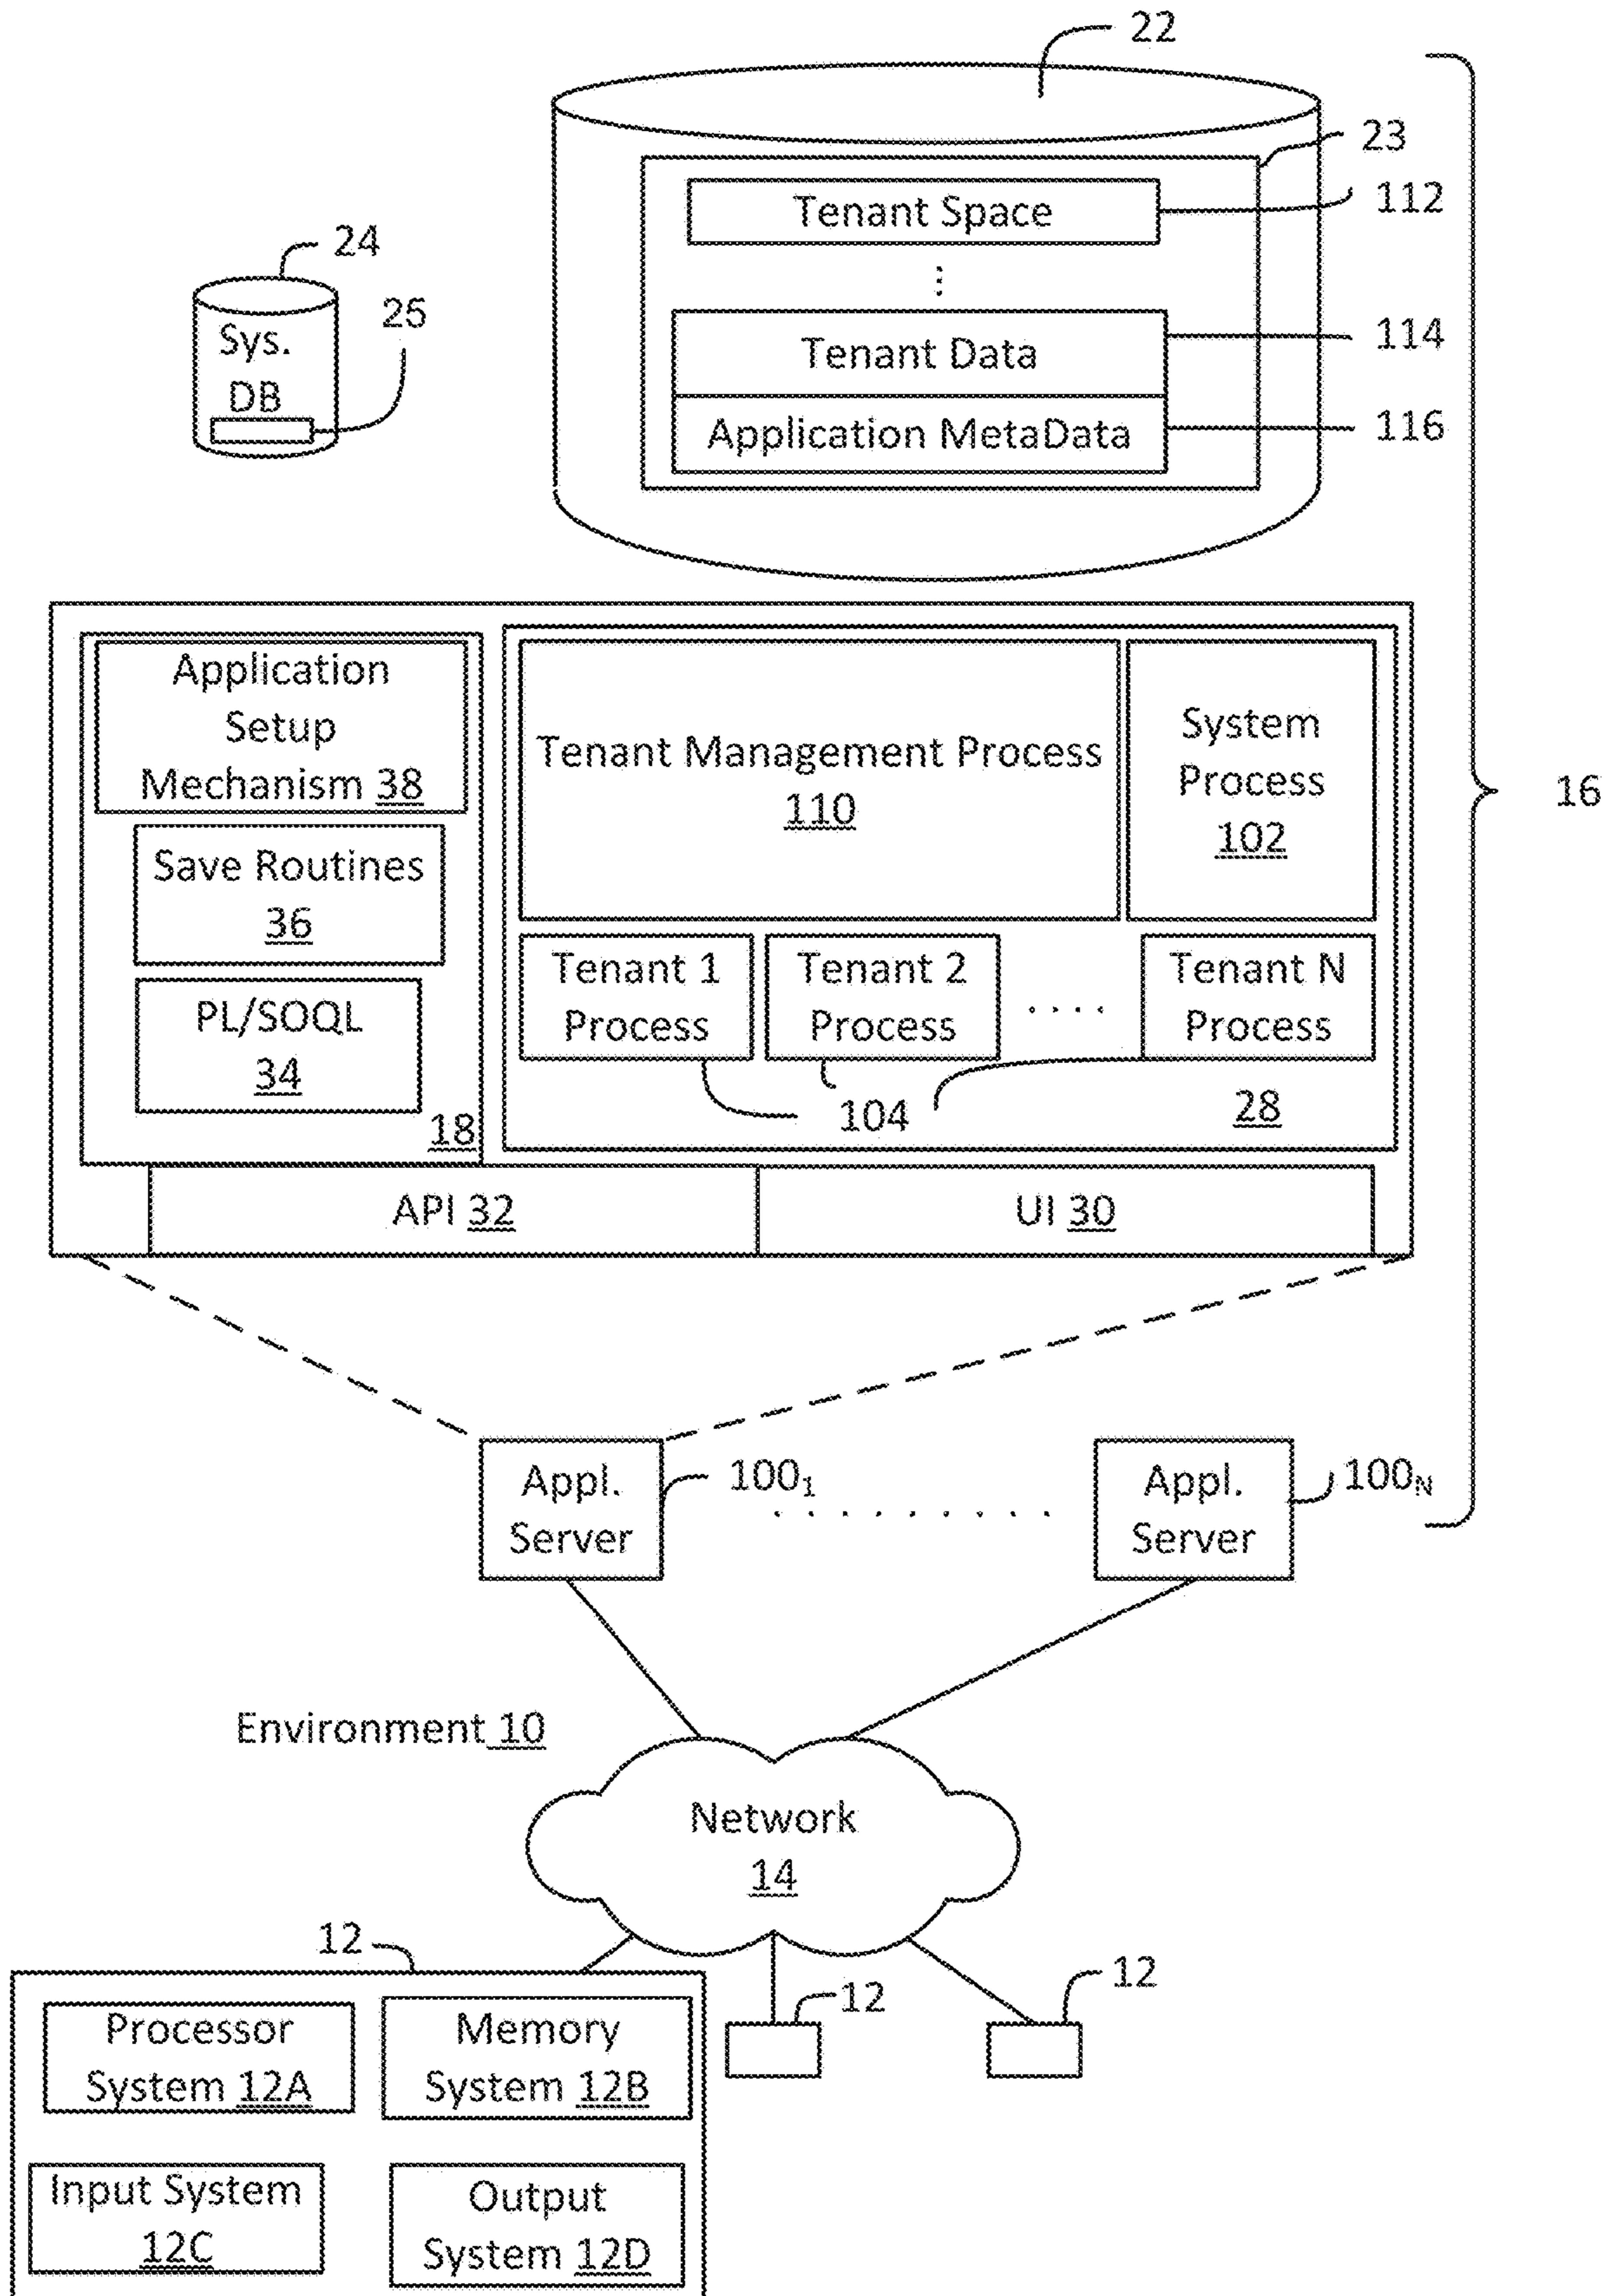 22
23
Tenant Space
112
24
25
Sys.
DB
Tenant Data
114
Application MetaData
116
Application
Setup
Mechanism 38
Tenant Management Process
110
System
Process
102
16
Save Routines
36
Tenant 1
Process
Tenant 2
Process
Tenant N
Process
PL/SOQL
34
104
28
18
API 32
UI 30
Appl.
Server
100₁
Appl.
Server
100N
Environment 10
Network
14
12
12
12
Processor
System 12A
Memory
System 12B
Input System
12C
Output
System 12D